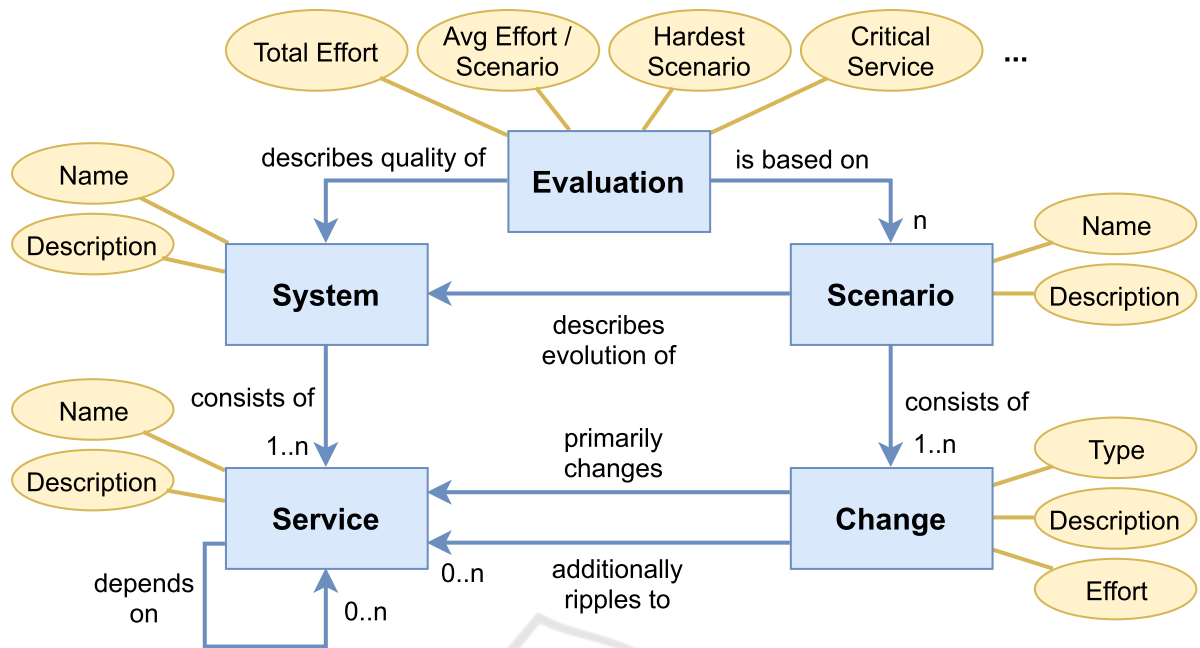 Total Effort
Avg Effort /
Scenario
Hardest
Scenario
Critical
Service
...
describes quality of
Evaluation
is based on
n
Name
Description
System
describes
evolution of
Scenario
Name
Description
consists of
1..n
consists of
1..n
Name
Description
Service
primarily
changes
additionally
ripples to
0..n
Change
Type
Description
Effort
depends
on
0..n